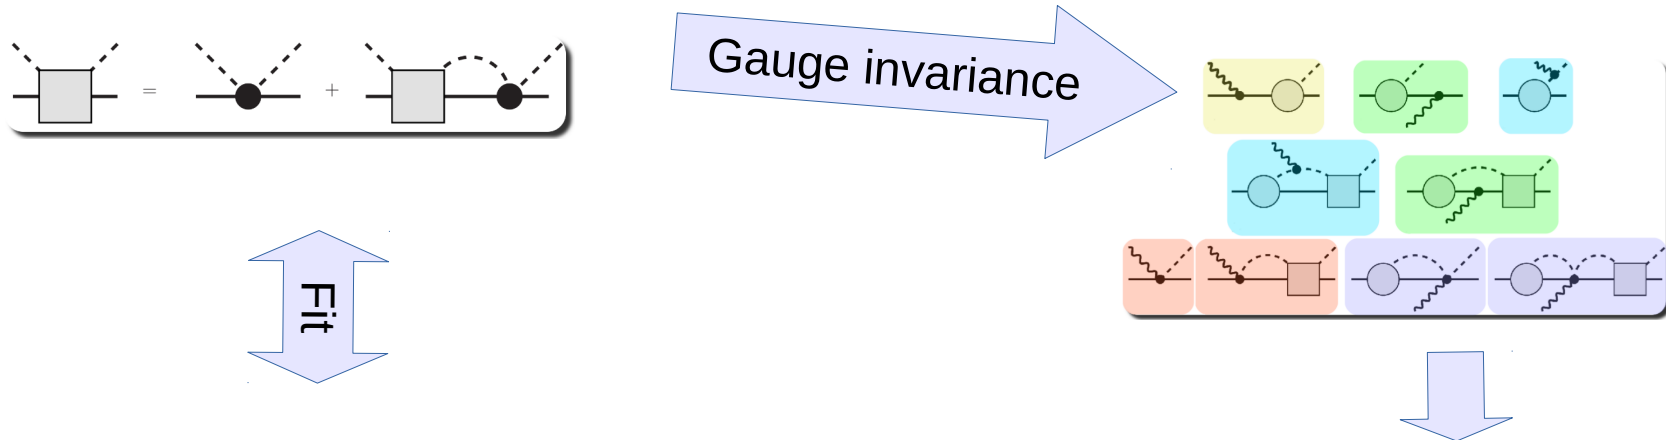 = +
Gauge invariance
Fit